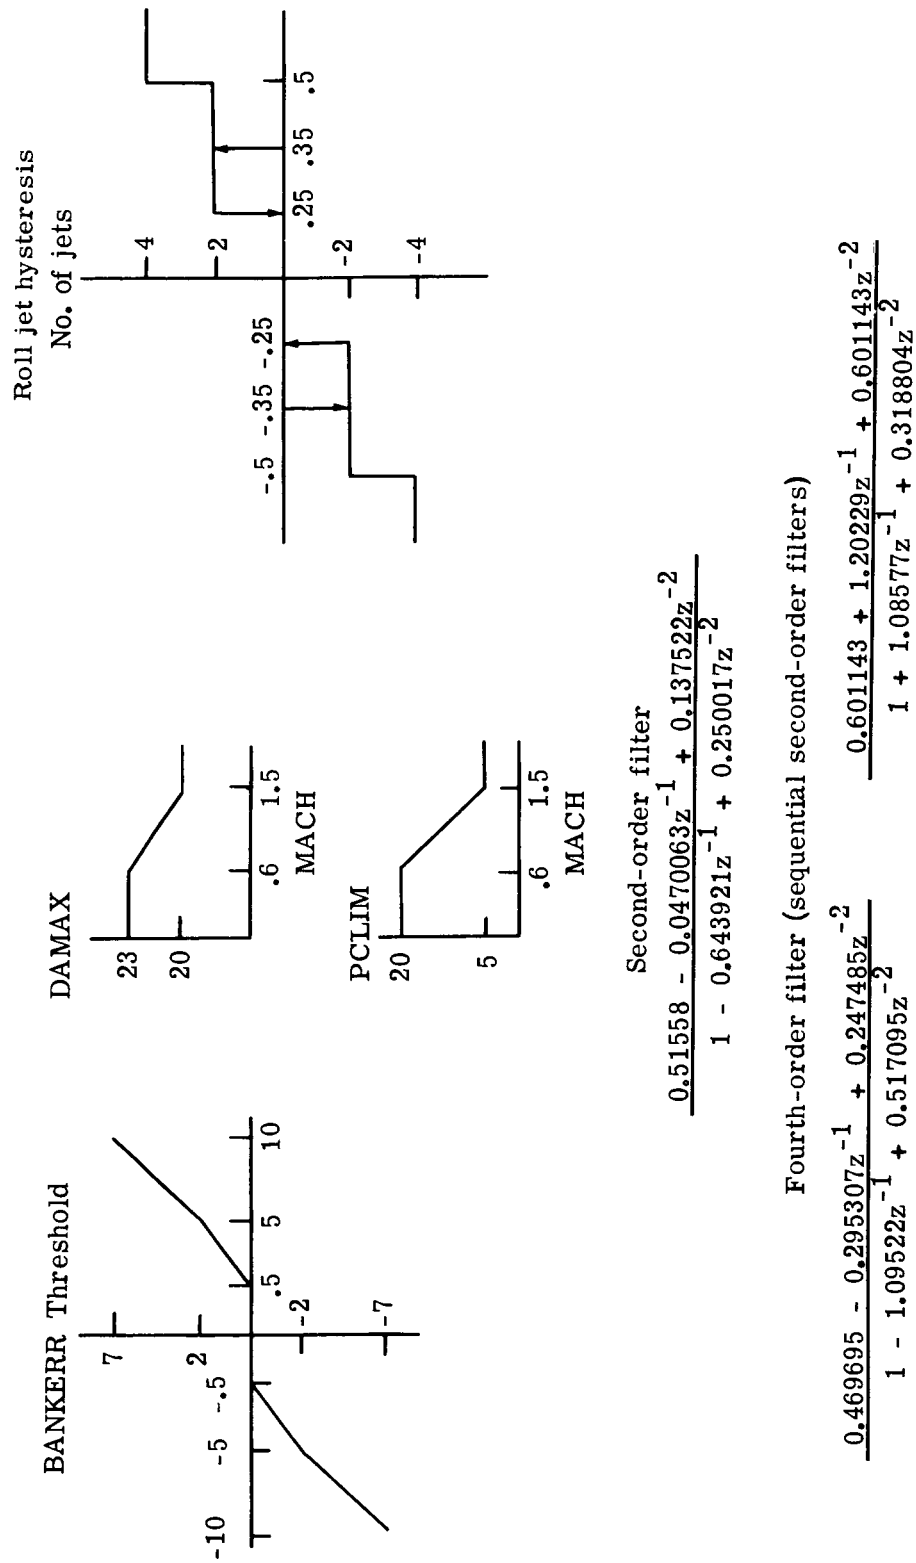 BANKERR Threshold
7
2
-10
-5
-.5
.5
5
10
-2
-7
DAMAX
23
20
.6
1.5
MACH
PCLIM
20
5
.6
1.5
MACH
Roll jet hysteresis
No. of jets
4
2
-.5
-.35
-.25
.25
.35
.5
-2
-4
Second-order filter
0.51558 - 0.0470063z⁻¹ + 0.137522z⁻²
1 - 0.643921z⁻¹ + 0.250017z⁻²
Fourth-order filter (sequential second-order filters)
0.469695 - 0.295307z⁻¹ + 0.247485z⁻²
1 - 1.09522z⁻¹ + 0.517095z⁻²
0.601143 + 1.20229z⁻¹ + 0.601143z⁻²
1 + 1.08577z⁻¹ + 0.318804z⁻²